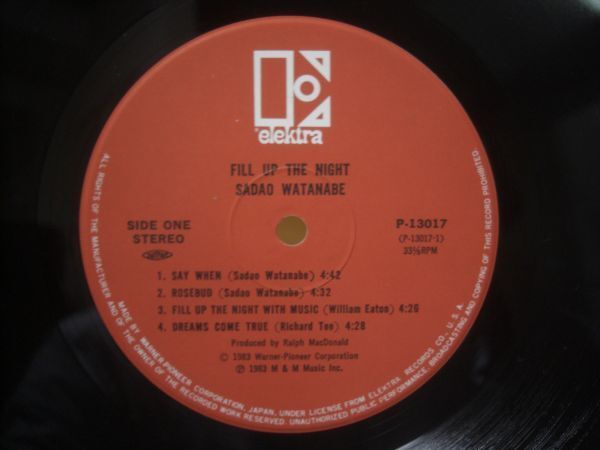 elektra
FILL UP THE NIGHT
SADAO WATANABE
SIDE ONE
STEREO
P-13017
(P-13017-1)
33⅓RPM
1. SAY WHEN (Sadao Watanabe) 4:42
2. ROSEBUD (Sadao Watanabe) 4:32
3. FILL UP THE NIGHT WITH MUSIC (William Eaton) 4:26
4. DREAMS COME TRUE (Richard Tee) 4:28
Produced by Ralph MacDonald
© 1983 Warner-Pioneer Corporation
℗ 1983 M & M Music Inc.
MADE BY WARNER-PIONEER CORPORATION, JAPAN, UNDER LICENSE FROM ELEKTRA RECORDS CO., U.S.A.
ALL RIGHTS OF THE MANUFACTURER AND OF THE OWNER OF THE RECORDED WORK RESERVED. UNAUTHORIZED PUBLIC PERFORMANCE, BROADCASTING AND COPYING OF THIS RECORD PROHIBITED.